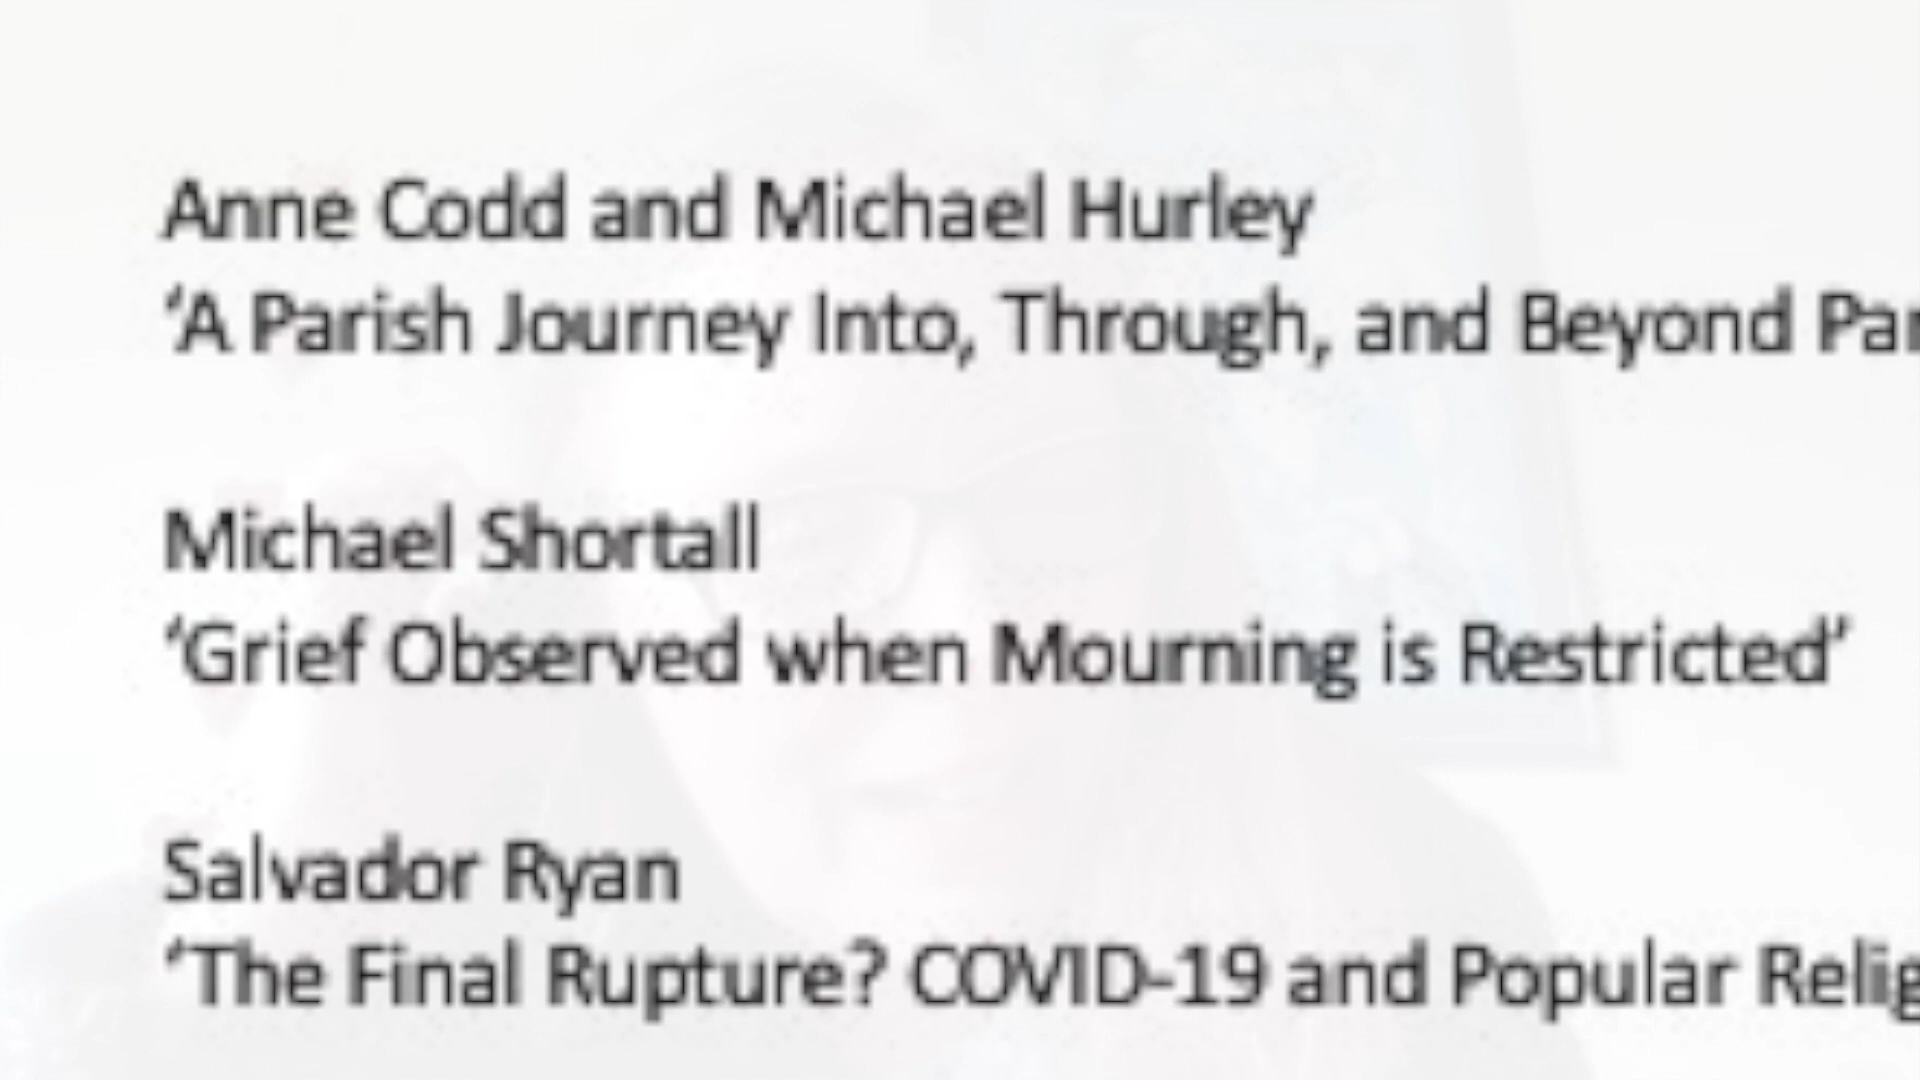 Anne Codd and Michael Hurley
‘A Parish Journey Into, Through, and Beyond
Michael Shortall
‘Grief Observed when Mourning is Restricted’
Salvador Ryan
‘The Final Rupture? COVID-19 and Popular